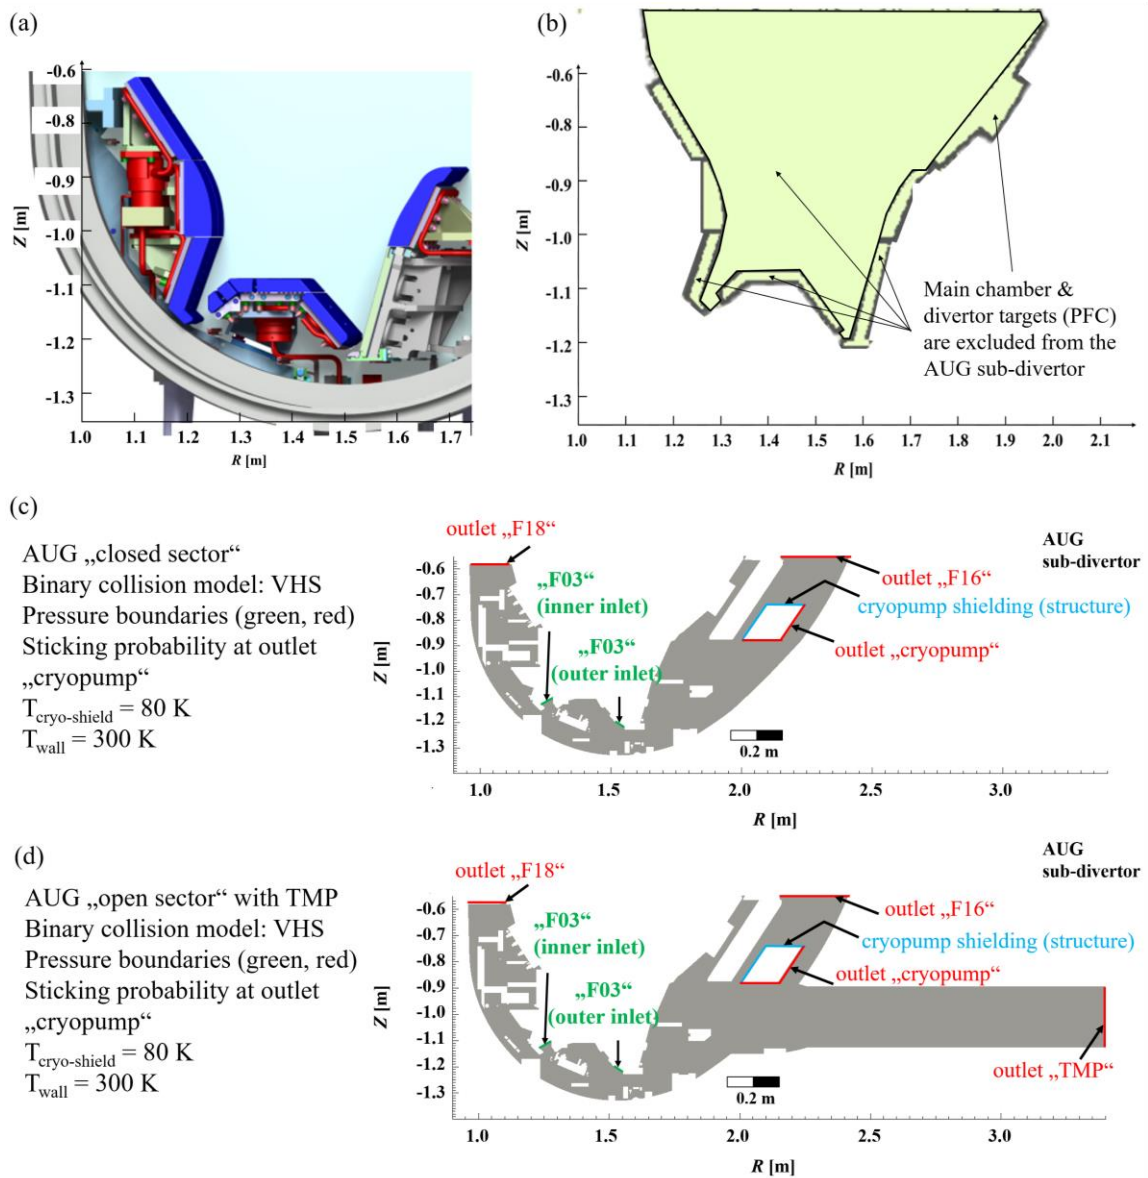 (a)
-0.6
-0.8
-0.9
Z [m]
-1.0
-1.1
-1.2
-1.3
1.0 1.1 1.2 1.3 1.4 1.5 1.6 1.7
R [m]
(b)
-0.6
-0.8
-0.9
Z [m]
-1.0
-1.1
-1.2
-1.3
1.0 1.1 1.2 1.3 1.4 1.5 1.6 1.7 1.8 1.9 2.0 2.1
R [m]
Main chamber &
divertor targets (PFC)
are excluded from the
AUG sub-divertor
(c)
AUG „closed sector“
Binary collision model: VHS
Pressure boundaries (green, red)
Sticking probability at outlet
„cryopump“
Tcryo-shield = 80 K
Twall = 300 K
outlet „F18“
„F03“
(inner inlet)
„F03“
(outer inlet)
AUG
sub-divertor
outlet „F16“
cryopump shielding (structure)
outlet „cryopump“
-0.6
-0.7
-0.8
-0.9
Z [m]
-1.0
-1.1
-1.2
-1.3
0.2 m
1.0 1.5 2.0 2.5 3.0
R [m]
(d)
AUG „open sector“ with TMP
Binary collision model: VHS
Pressure boundaries (green, red)
Sticking probability at outlet
„cryopump“
Tcryo-shield = 80 K
Twall = 300 K
outlet „F18“
„F03“
(inner inlet)
„F03“
(outer inlet)
AUG
sub-divertor
outlet „F16“
cryopump shielding (structure)
outlet „cryopump“
outlet „TMP“
-0.6
-0.7
-0.8
-0.9
Z [m]
-1.0
-1.1
-1.2
-1.3
0.2 m
1.0 1.5 2.0 2.5 3.0
R [m]